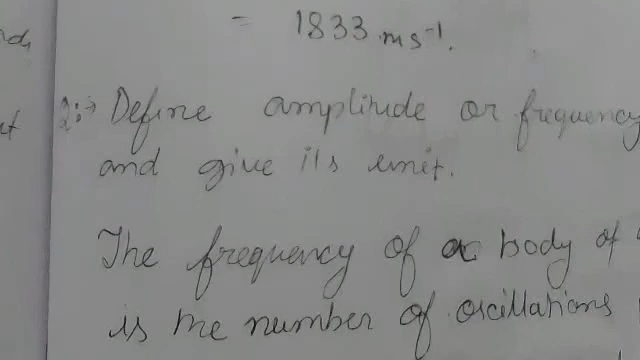 = 1833 ms⁻¹.
Define amplitude or frequency
and give its unit.
The frequency of a body of
is the number of oscillations